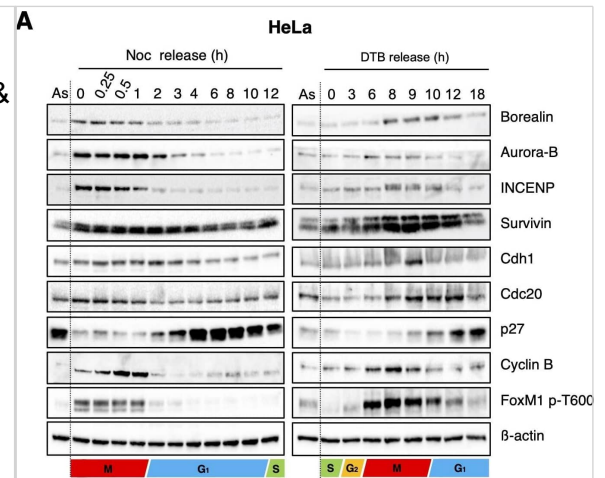 A
HeLa
&
Noc release (h)
DTB release (h)
As 0 0.25 0.5 1 2 3 4 6 8 10 12
As 0 3 6 8 9 10 12 18
Borealin
Aurora-B
INCENP
Survivin
Cdh1
Cdc20
p27
Cyclin B
FoxM1 p-T600
ß-actin
M G1 S
S G2 M G1